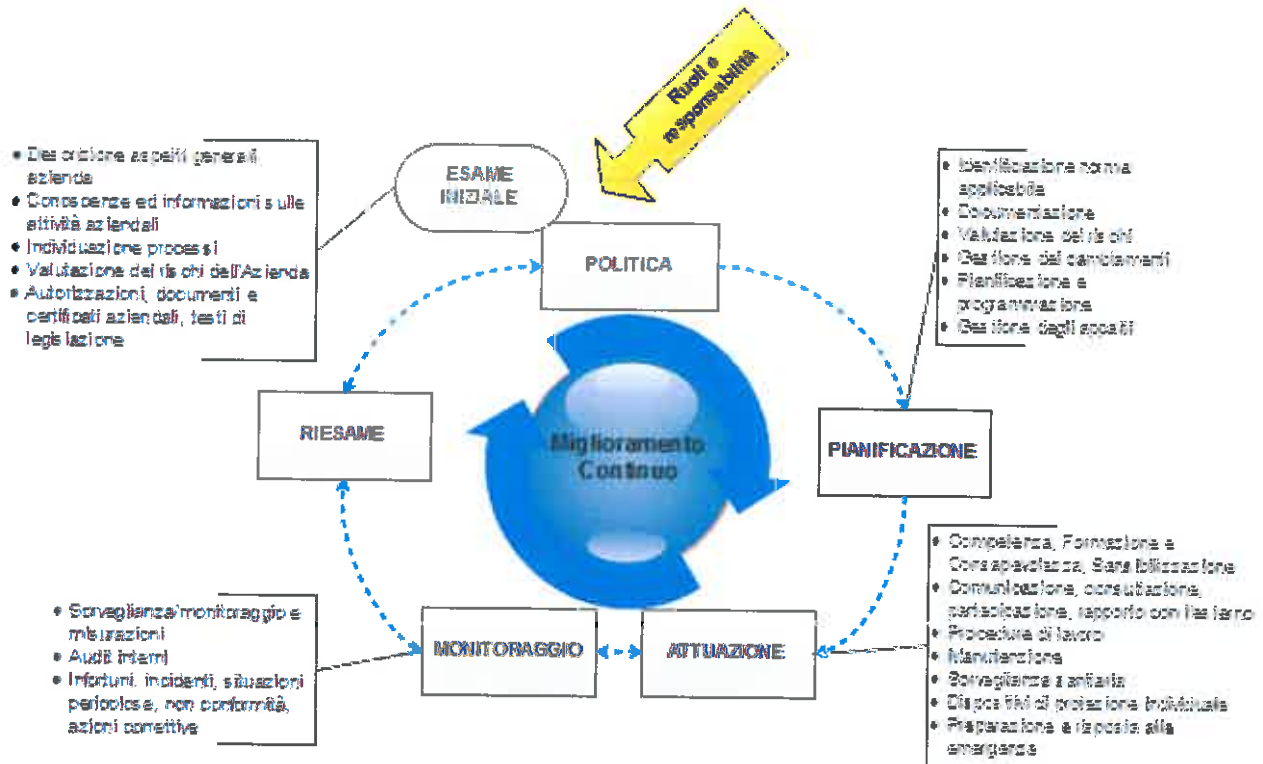 Ruoli e
responsabilità
ESAME
INIZIALE
• Descrizione aspetti generali
azienda
• Conoscenze ed informazioni sulle
attività aziendali
• Individuazione processi
• Valutazione dei rischi dell'Azienda
• Autorizzazioni, documenti e
certificati aziendali, testi di
legislazione
POLITICA
• Identificazione norma
applicabile
• Documentazione
• Valutazione dei rischi
• Gestione dei cambiamenti
• Pianificazione e
programmazione
• Gestione degli appalti
RIESAME
Miglioramento
Continuo
PIANIFICAZIONE
• Competenza, Formazione e
Consapevolezza, Sensibilizzazione
• Comunicazione, consultazione,
partecipazione, rapporto con l'esterno
• Procedure di lavoro
• Manutenzione
• Sorveglianza sanitaria
• Dispositivi di protezione individuale
• Preparazione e risposta alle
emergenze
MONITORAGGIO
ATTUAZIONE
• Sorveglianza/monitoraggio e
misurazioni
• Audit interni
• Infortuni, incidenti, situazioni
pericolose, non conformità,
azioni correttive